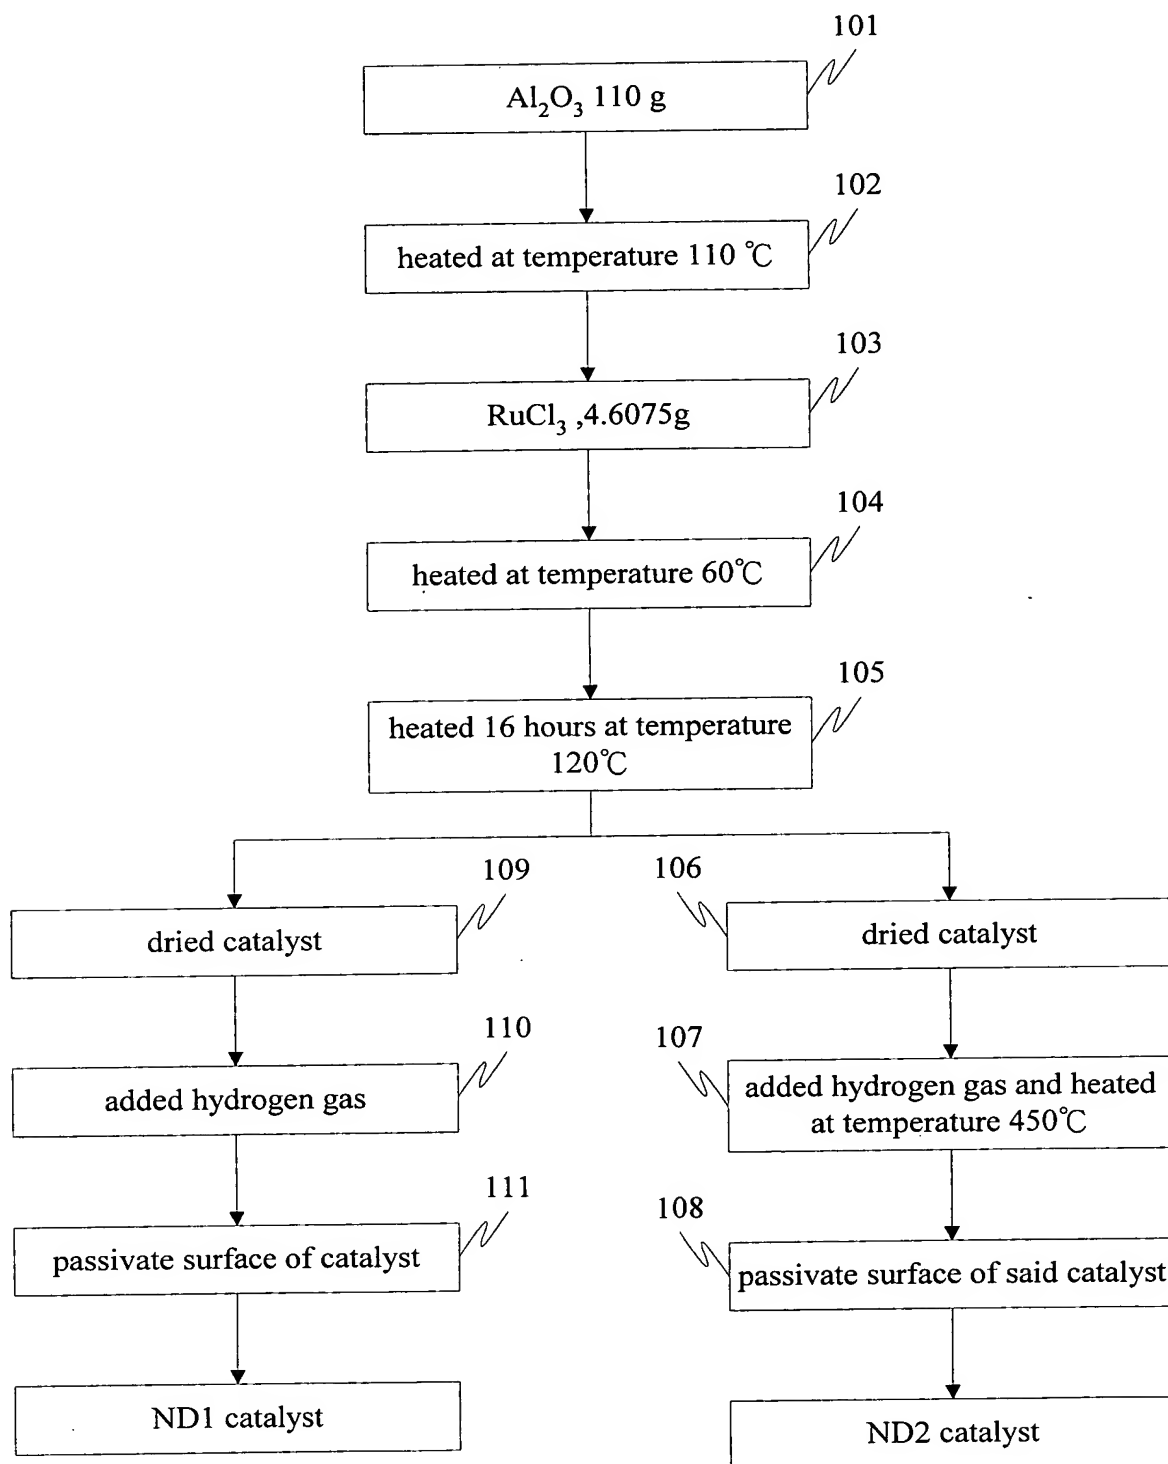 101
Al₂O₃ 110 g
102
heated at temperature 110 ℃
103
RuCl₃ ,4.6075g
104
heated at temperature 60℃
105
heated 16 hours at temperature
120℃
109
dried catalyst
110
added hydrogen gas
111
passivate surface of catalyst
ND1 catalyst
106
dried catalyst
107
added hydrogen gas and heated
at temperature 450℃
108
passivate surface of said catalyst
ND2 catalyst